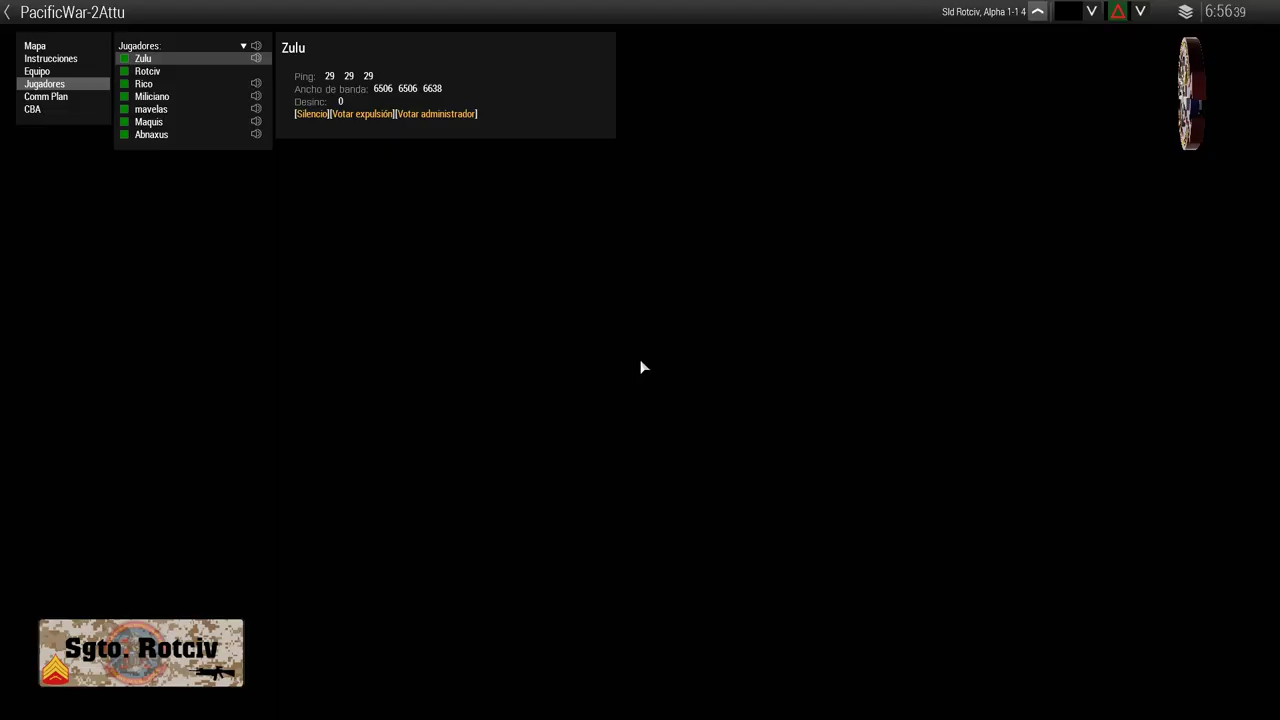 PacificWar-2Attu
Sld Rotciv, Alpha 1-1 4
6:56 39
Mapa
Instrucciones
Equipo
Jugadores
Comm Plan
CBA
Jugadores:
Zulu
Rotciv
Rico
Miliciano
mavelas
Maquis
Abnaxus
Zulu
Ping: 29 29 29
Ancho de banda: 6506 6506 6638
Desinc: 0
[Silencio][Votar expulsión][Votar administrador]
Sgto. Rotciv